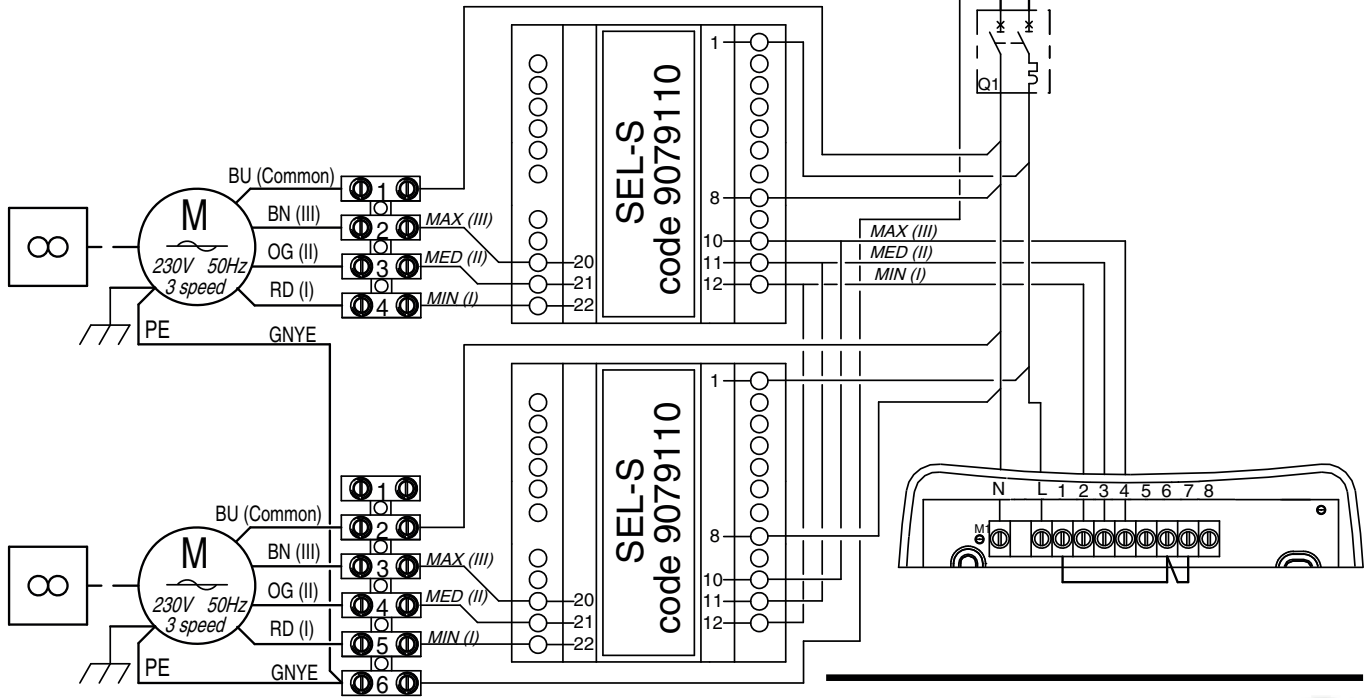 Q1
SEL-S
code 9079110
1
8
10
11
12
20
21
22
MAX (III)
MED (II)
MIN (I)
BU (Common)
BN (III)
OG (II)
RD (I)
M
230V 50Hz
3 speed
1
2
3
4
MAX (III)
MED (II)
MIN (I)
PE
GNYE
SEL-S
code 9079110
1
8
10
11
12
20
21
22
BU (Common)
BN (III)
OG (II)
RD (I)
M
230V 50Hz
3 speed
1
2
3
4
5
6
MAX (III)
MED (II)
MIN (I)
PE
GNYE
N L 1 2 3 4 5 6 7 8
M1